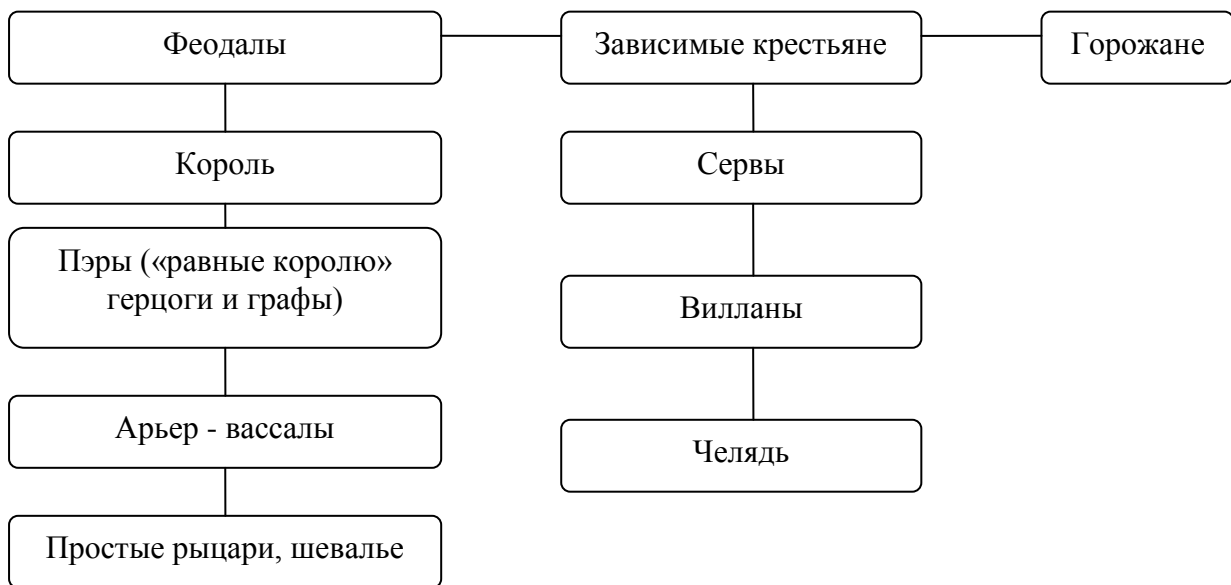 Феодалы
Зависимые крестьяне
Горожане
Король
Сервы
Пэры («равные королю»
герцоги и графы)
Вилланы
Арьер - вассалы
Челядь
Простые рыцари, шевалье